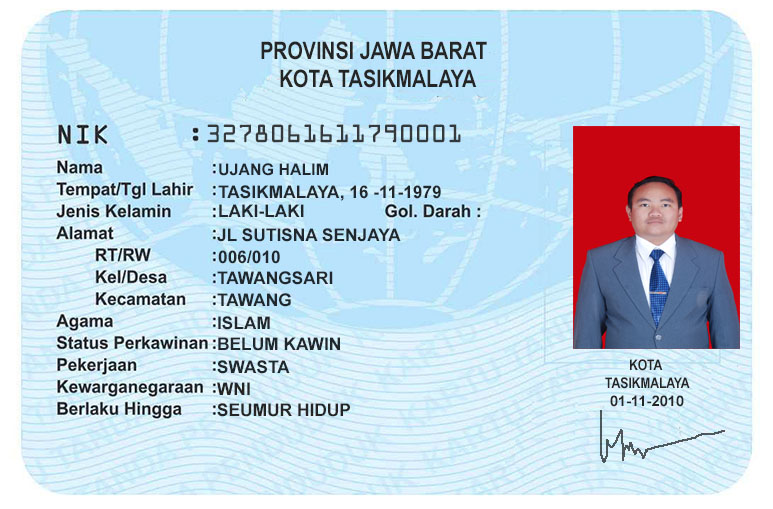 PROVINSI JAWA BARAT
KOTA TASIKMALAYA
NIK :3278061611790001
Nama :UJANG HALIM
Tempat/Tgl Lahir :TASIKMALAYA, 16 -11-1979
Jenis Kelamin :LAKI-LAKI Gol. Darah :
Alamat :JL SUTISNA SENJAYA
RT/RW :006/010
Kel/Desa :TAWANGSARI
Kecamatan :TAWANG
Agama :ISLAM
Status Perkawinan :BELUM KAWIN
Pekerjaan :SWASTA
Kewarganegaraan :WNI
Berlaku Hingga :SEUMUR HIDUP
KOTA
TASIKMALAYA
01-11-2010